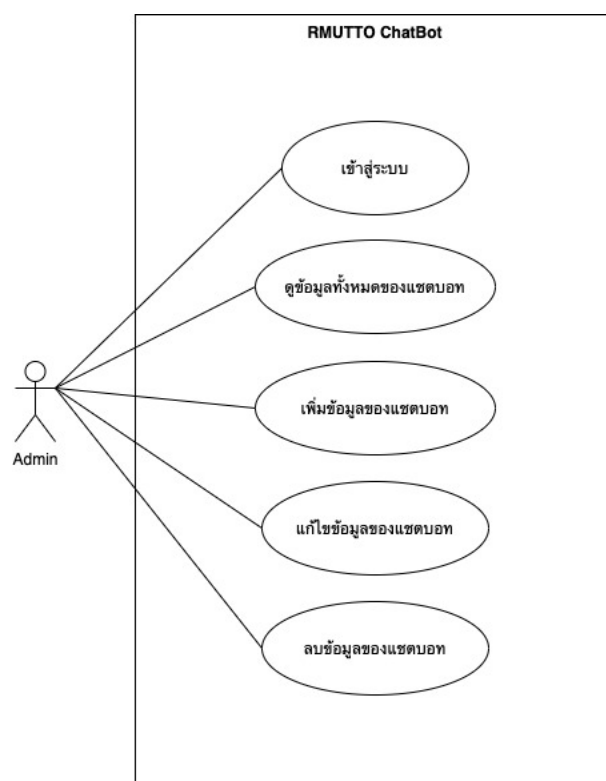 RMUTTO ChatBot
เข้าสู่ระบบ
ดูข้อมูลทั้งหมดของแชตบอท
เพิ่มข้อมูลของแชตบอท
Admin
แก้ไขข้อมูลของแชตบอท
ลบข้อมูลของแชตบอท